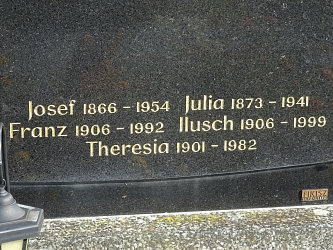 Josef 1866 - 1954 Julia 1873 - 1941
Franz 1906 - 1992 Ilusch 1906 - 1999
Theresia 1901 - 1982